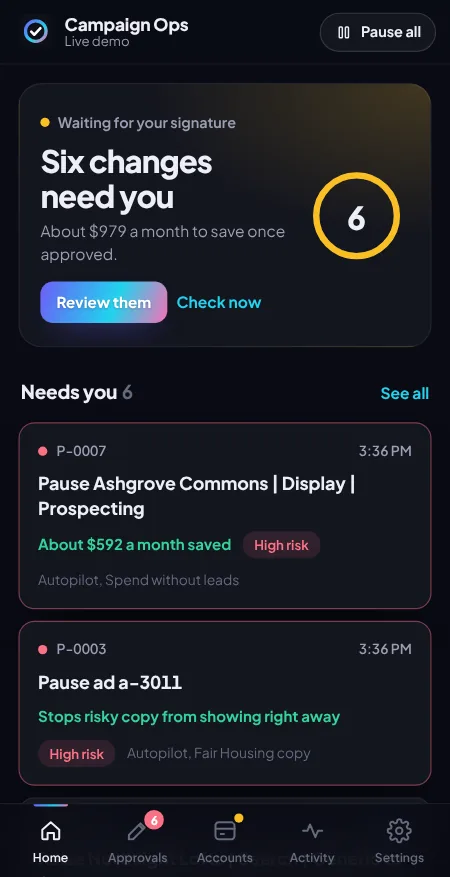 Campaign Ops
Live demo
Pause all
Waiting for your signature
Six changes
need you
About $979 a month to save once
approved.
6
Review them
Check now
Needs you 6
See all
P-0007
3:36 PM
Pause Ashgrove Commons | Display |
Prospecting
About $592 a month saved
High risk
Autopilot, Spend without leads
P-0003
3:36 PM
Pause ad a-3011
Stops risky copy from showing right away
High risk
Autopilot, Fair Housing copy
6
Home
Approvals
Accounts
Activity
Settings